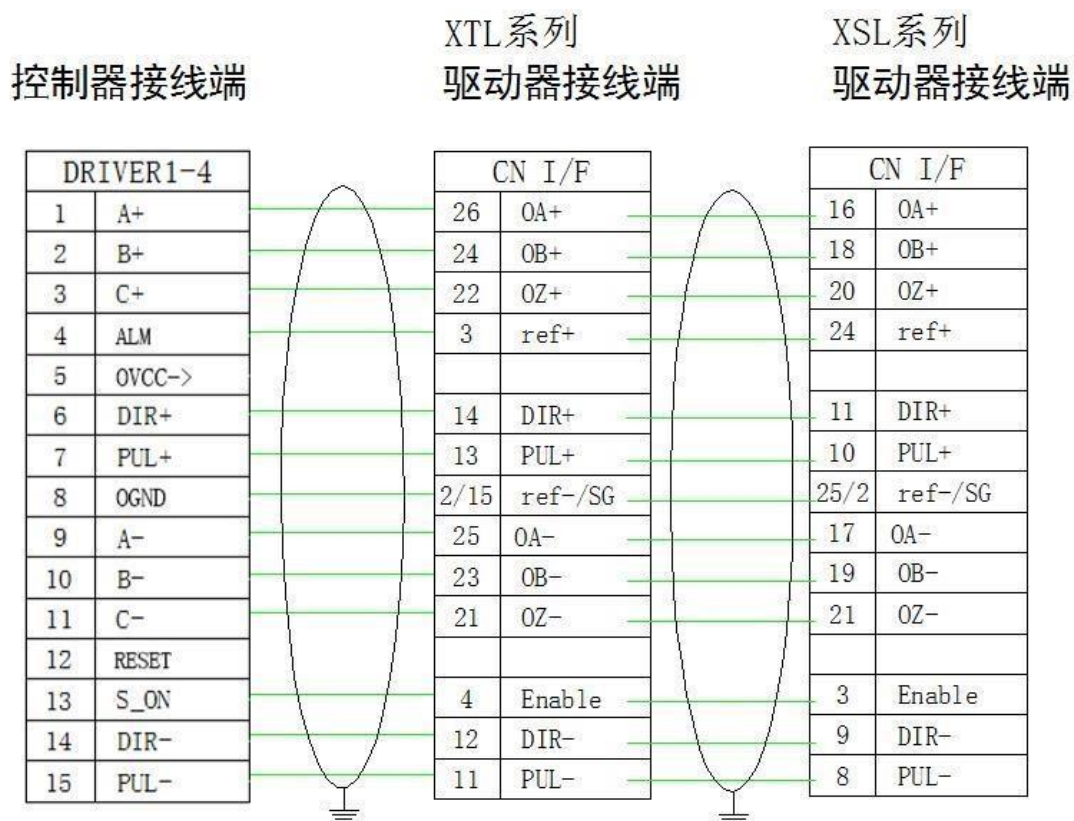 XTL系列
XSL系列
控制器接线端
驱动器接线端
驱动器接线端
DRIVER1-4
CN I/F
CN I/F
1 A+ 26 OA+ 16 OA+
2 B+ 24 OB+ 18 OB+
3 C+ 22 OZ+ 20 OZ+
4 ALM 3 ref+ 24 ref+
5 OVCC->
6 DIR+ 14 DIR+ 11 DIR+
7 PUL+ 13 PUL+ 10 PUL+
8 OGND 2/15 ref-/SG 25/2 ref-/SG
9 A- 25 OA- 17 OA-
10 B- 23 OB- 19 OB-
11 C- 21 OZ- 21 OZ-
12 RESET
13 S_ON 4 Enable 3 Enable
14 DIR- 12 DIR- 9 DIR-
15 PUL- 11 PUL- 8 PUL-